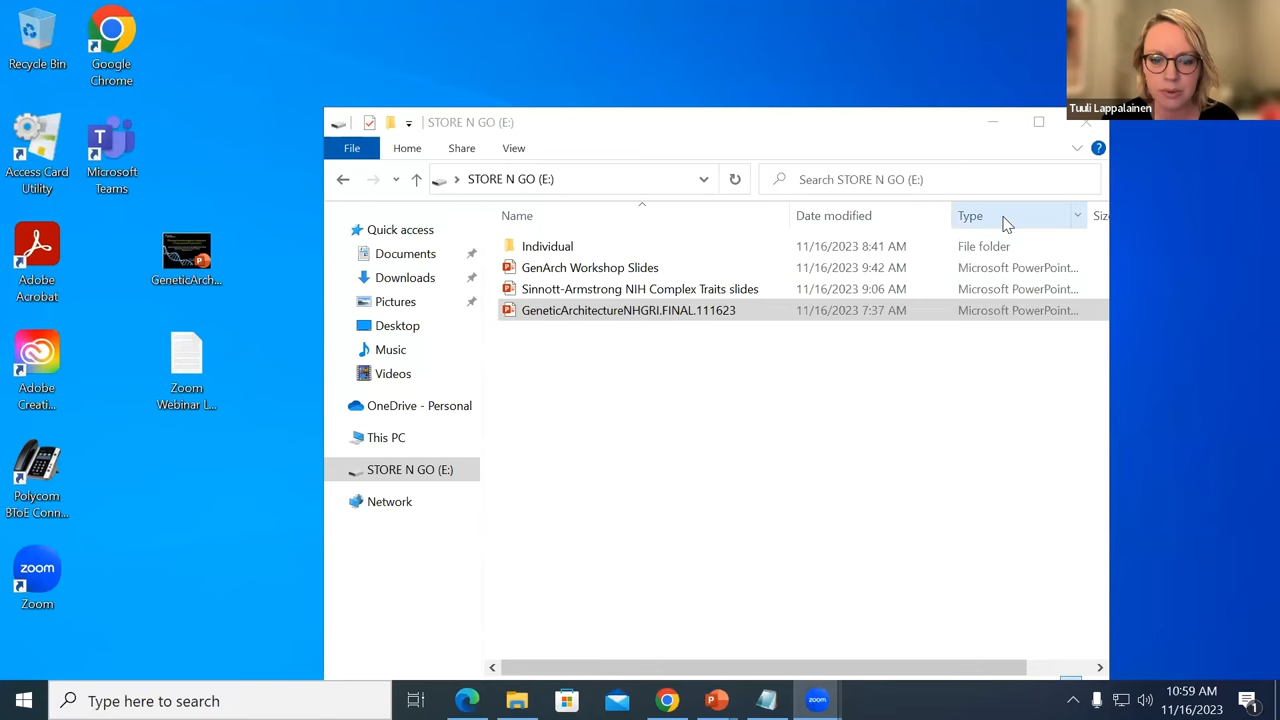 Recycle Bin
Google
Chrome
Tuuli Lappalainen
STORE N GO (E:)
File
Home
Share
View
STORE N GO (E:)
Search STORE N GO (E:)
Access Card
Utility
Microsoft
Teams
Name
Date modified
Type
Quick access
Individual
11/16/2023 8:41 AM
File folder
Documents
GenArch Workshop Slides
11/16/2023 9:42 AM
Microsoft PowerPoint...
Downloads
Sinnott-Armstrong NIH Complex Traits slides
11/16/2023 9:06 AM
Microsoft PowerPoint...
Pictures
GeneticArchitectureNHGRI.FINAL.111623
11/16/2023 7:37 AM
Microsoft PowerPoint...
Adobe
Acrobat
GeneticArch...
Desktop
Music
Videos
Adobe
Creati...
Zoom
Webinar L...
OneDrive - Personal
This PC
STORE N GO (E:)
Network
Polycom
BToE Conn...
zoom
Zoom
Type here to search
zoom
10:59 AM
11/16/2023
1